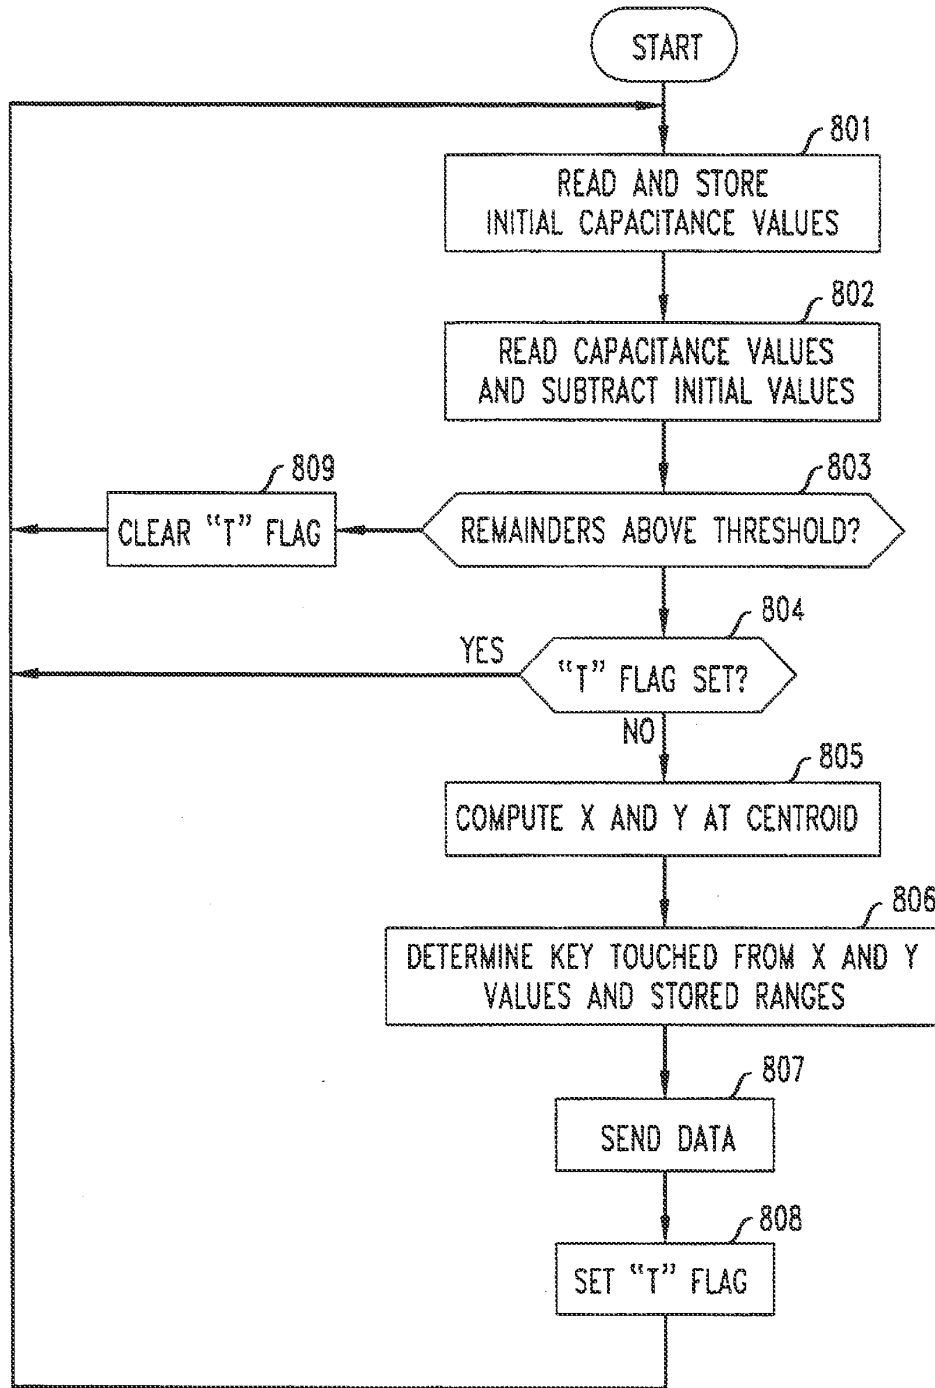 START
801
READ AND STORE
INITIAL CAPACITANCE VALUES
802
READ CAPACITANCE VALUES
AND SUBTRACT INITIAL VALUES
809
803
CLEAR “T” FLAG
REMAINDERS ABOVE THRESHOLD?
804
YES
“T” FLAG SET?
NO
805
COMPUTE X AND Y AT CENTROID
806
DETERMINE KEY TOUCHED FROM X AND Y
VALUES AND STORED RANGES
807
SEND DATA
808
SET “T” FLAG